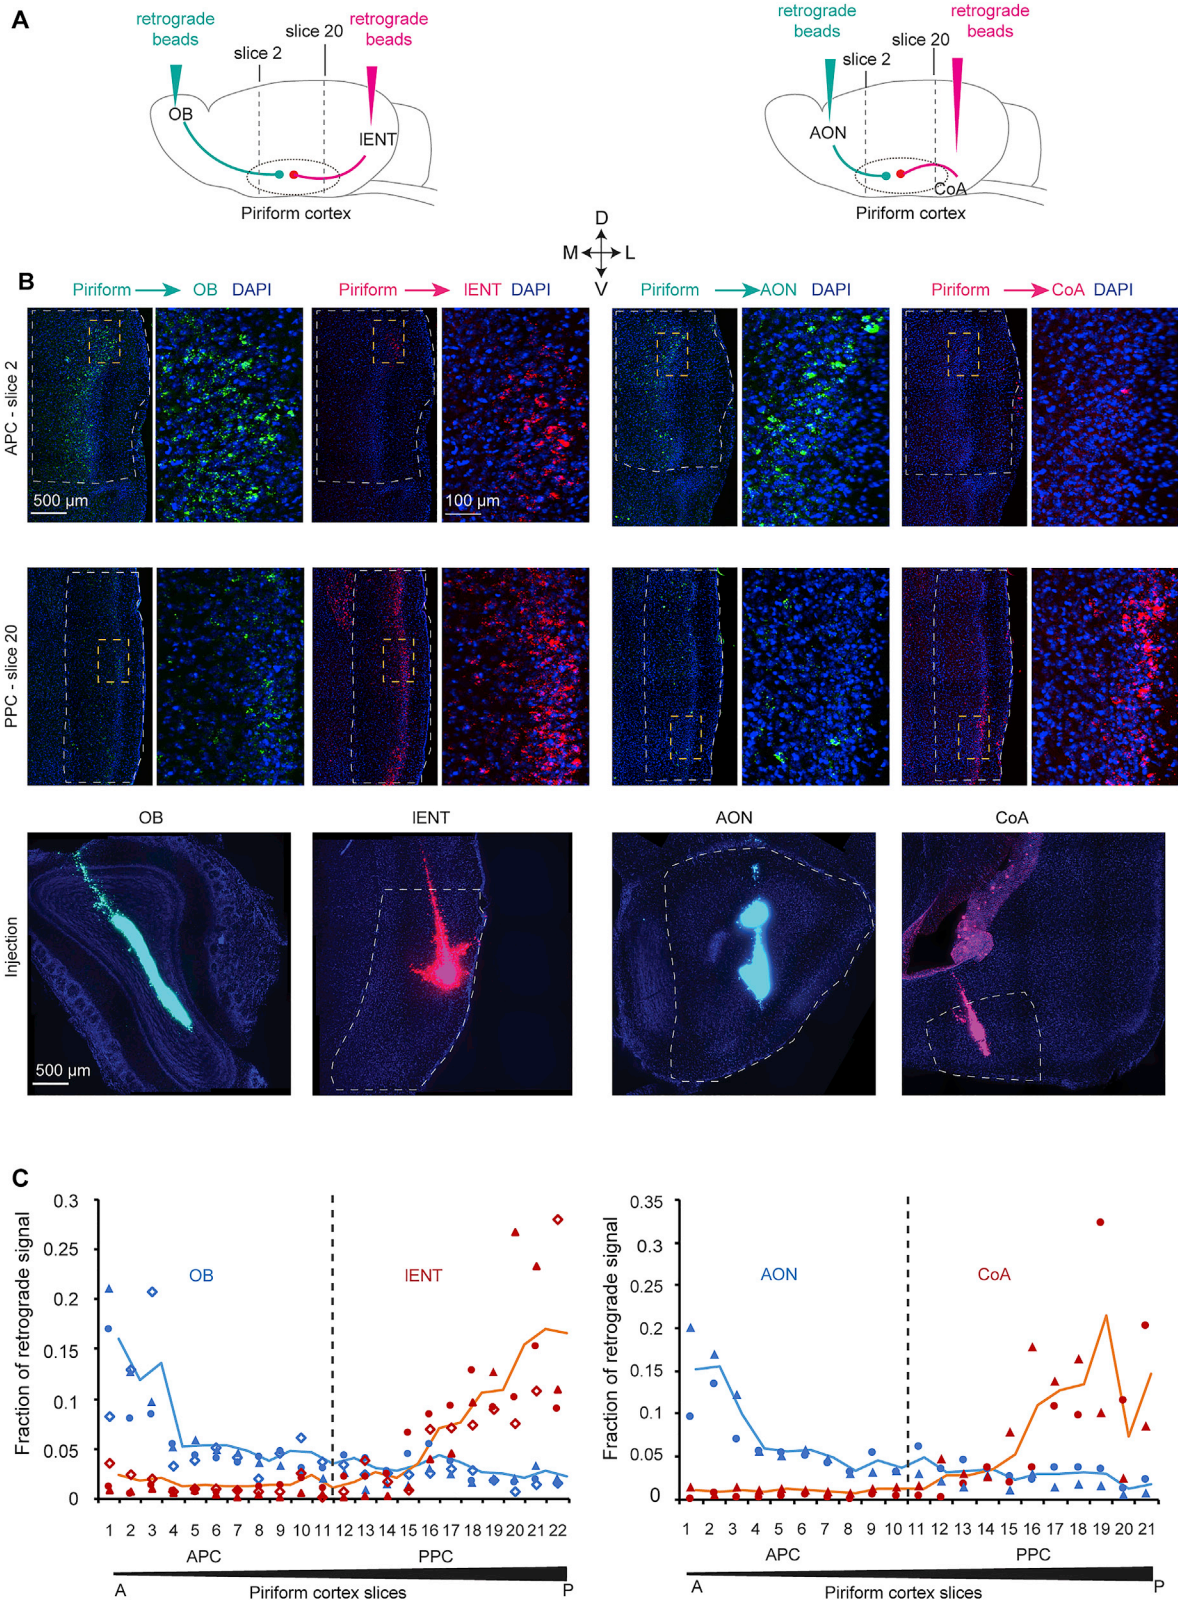 A
retrograde
beads
slice 2
slice 20
retrograde
beads
OB
lENT
Piriform cortex
retrograde
beads
slice 2
slice 20
retrograde
beads
AON
CoA
Piriform cortex
D
M L
V
B
Piriform OB DAPI
Piriform lENT DAPI
Piriform AON DAPI
Piriform CoA DAPI
APC - slice 2
500 µm
100 µm
PPC - slice 20
OB
lENT
AON
CoA
Injection
500 µm
C
Fraction of retrograde signal
0.3
0.25
0.2
0.15
0.1
0.05
0
OB
lENT
1 2 3 4 5 6 7 8 9 10 11 12 13 14 15 16 17 18 19 20 21 22
APC PPC
A Piriform cortex slices P
Fraction of retrograde signal
0.35
0.3
0.25
0.2
0.15
0.1
0.05
0
AON
CoA
1 2 3 4 5 6 7 8 9 10 11 12 13 14 15 16 17 18 19 20 21
APC PPC
A Piriform cortex slices P